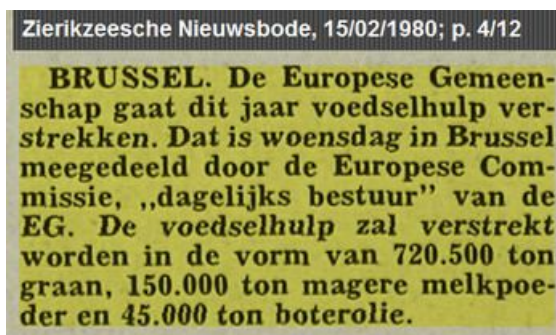 Zierikzeesche Nieuwsbode, 15/02/1980; p. 4/12
BRUSSEL. De Europese Gemeen-
schap gaat dit jaar voedselhulp ver-
strekken. Dat is woensdag in Brussel
meegedeeld door de Europese Com-
missie, „dagelijks bestuur” van de
EG. De voedselhulp zal verstrekt
worden in de vorm van 720.500 ton
graan, 150.000 ton magere melkpoe-
der en 45.000 ton boterolie.